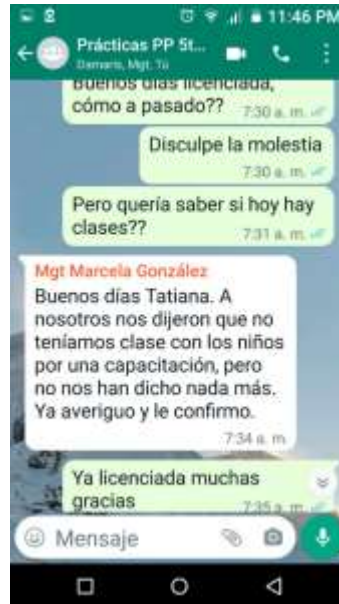 11:46 PM
Prácticas PP 5t...
Damaris, Mgt, Tú
Buenos días licenciada,
cómo a pasado??
7:30 a. m.
Disculpe la molestia
7:30 a. m.
Pero quería saber si hoy hay
clases??
7:31 a. m.
Mgt Marcela González
Buenos días Tatiana. A
nosotros nos dijeron que no
teníamos clase con los niños
por una capacitación, pero
no nos han dicho nada más.
Ya averiguo y le confirmo.
7:34 a. m.
Ya licenciada muchas
gracias
7:35 a. m.
Mensaje